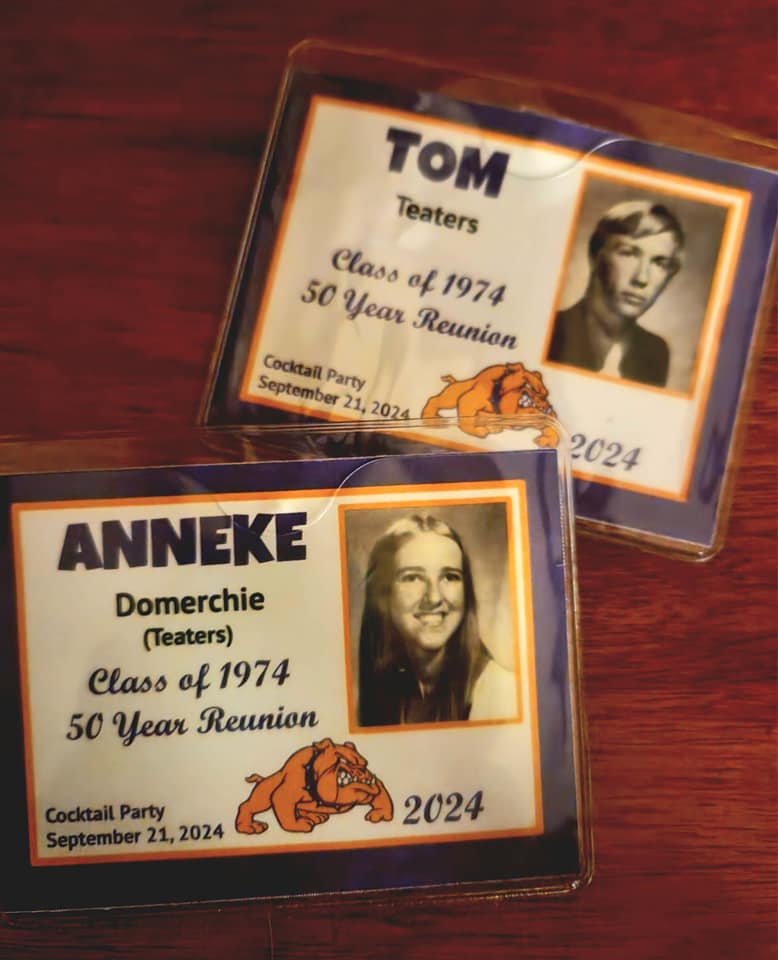 TOM
Teaters
Class of 1974
50 Year Reunion
Cocktail Party
September 21, 2024
2024
ANNEKE
Domerchie
(Teaters)
Class of 1974
50 Year Reunion
Cocktail Party
September 21, 2024
2024